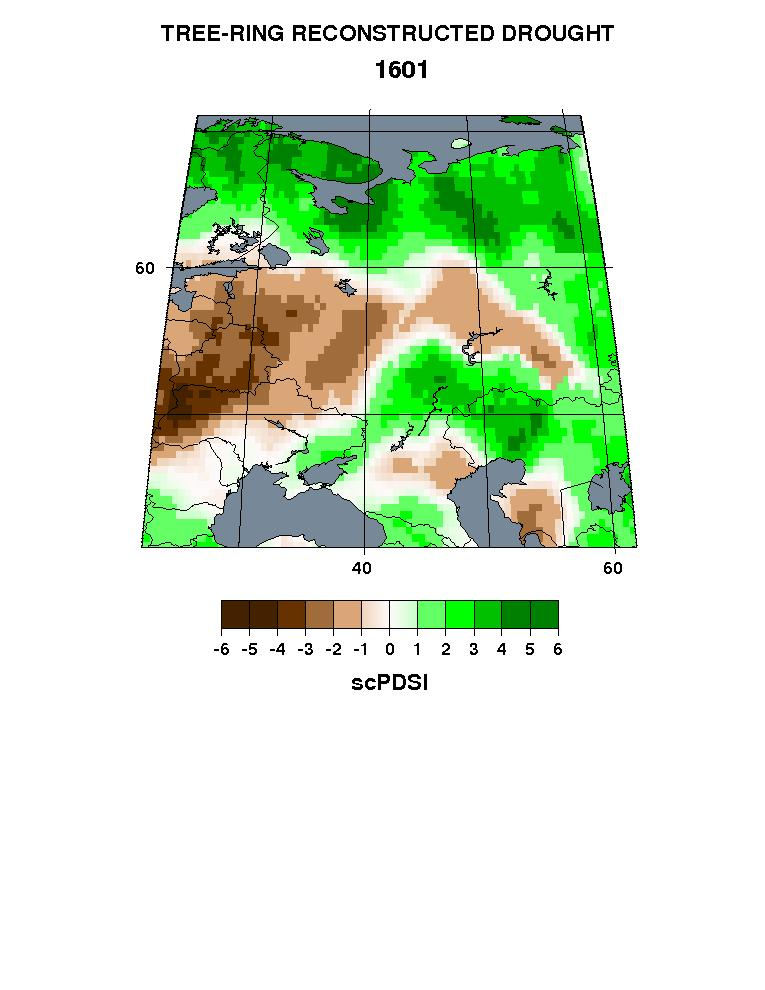 TREE-RING RECONSTRUCTED DROUGHT
1601
60
40 60
-6 -5 -4 -3 -2 -1 0 1 2 3 4 5 6
scPDSI